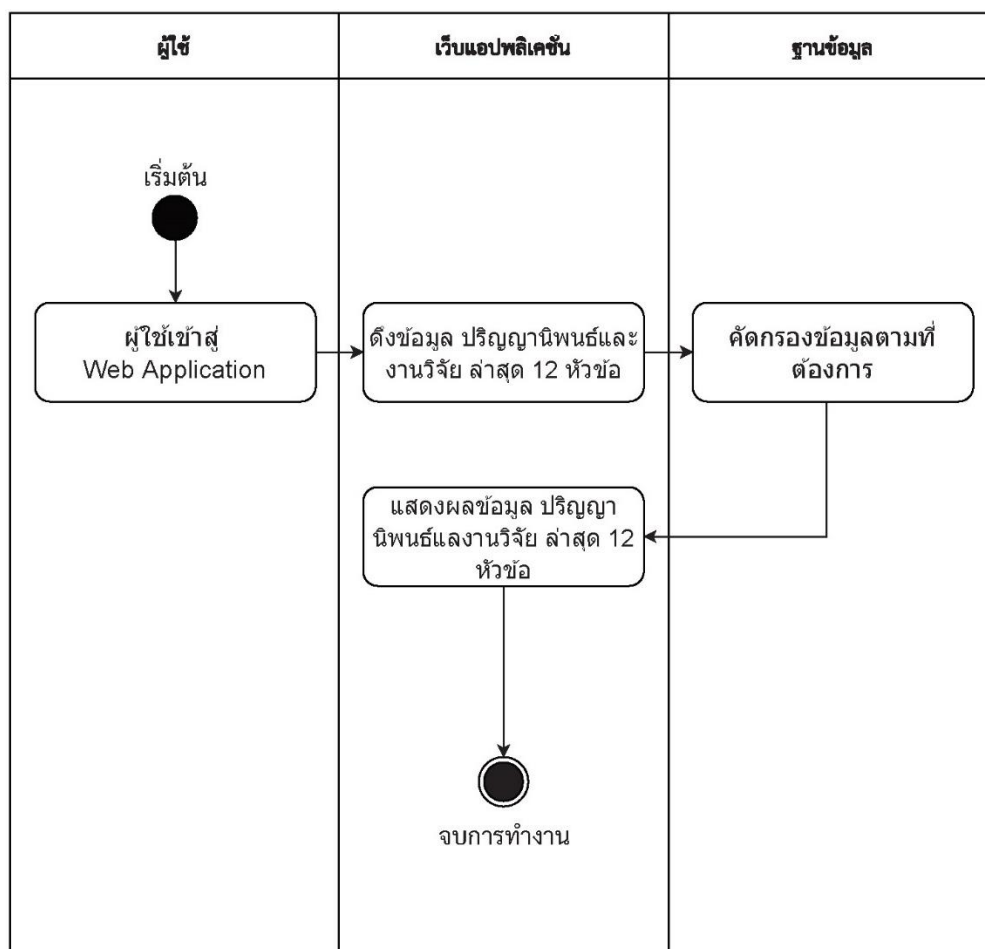 ผู้ใช้
เว็บแอปพลิเคชั่น
ฐานข้อมูล
เริ่มต้น
ผู้ใช้เข้าสู่
Web Application
ดึงข้อมูล ปริญญานิพนธ์และ
งานวิจัย ล่าสุด 12 หัวข้อ
คัดกรองข้อมูลตามที่
ต้องการ
แสดงผลข้อมูล ปริญญา
นิพนธ์แลงานวิจัย ล่าสุด 12
หัวข้อ
จบการทำงาน